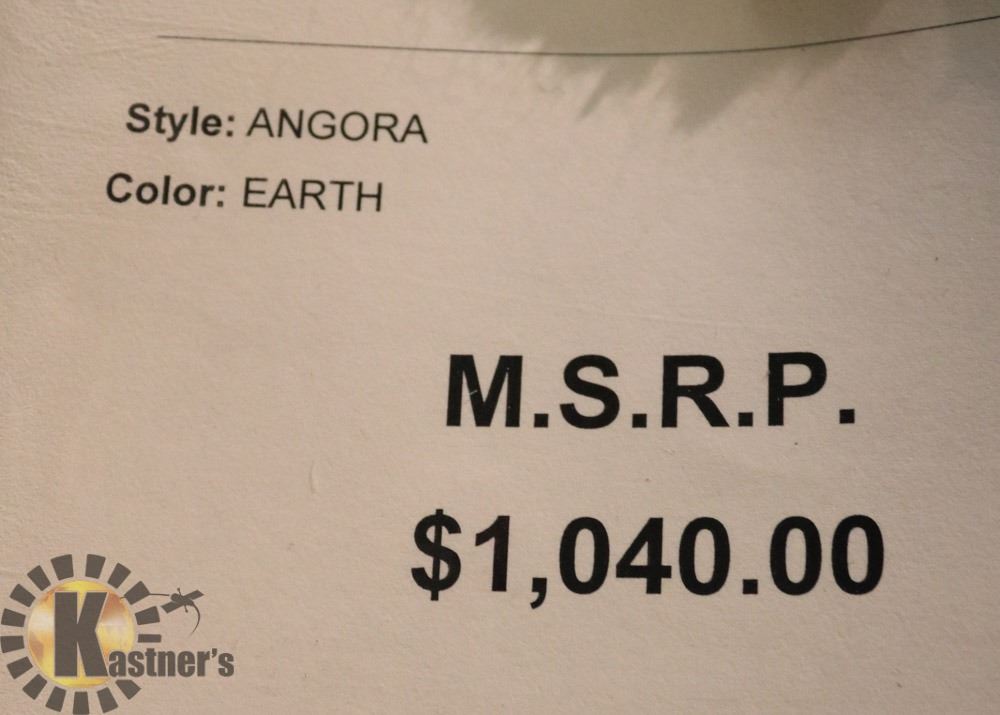 Style: ANGORA
Color: EARTH
M.S.R.P.
$1,040.00
Kastner's